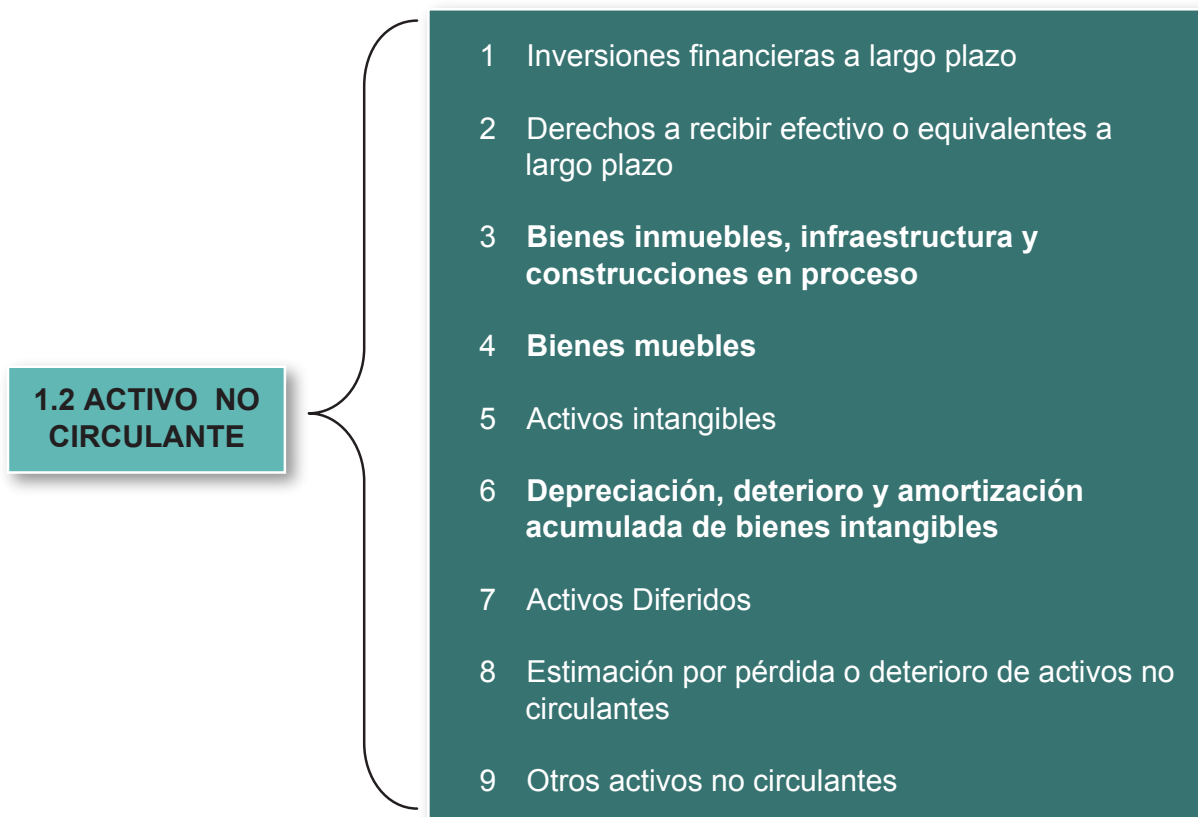 1.2 ACTIVO NO
CIRCULANTE
1 Inversiones financieras a largo plazo
2 Derechos a recibir efectivo o equivalentes a
largo plazo
3 Bienes inmuebles, infraestructura y
construcciones en proceso
4 Bienes muebles
5 Activos intangibles
6 Depreciación, deterioro y amortización
acumulada de bienes intangibles
7 Activos Diferidos
8 Estimación por pérdida o deterioro de activos no
circulantes
9 Otros activos no circulantes